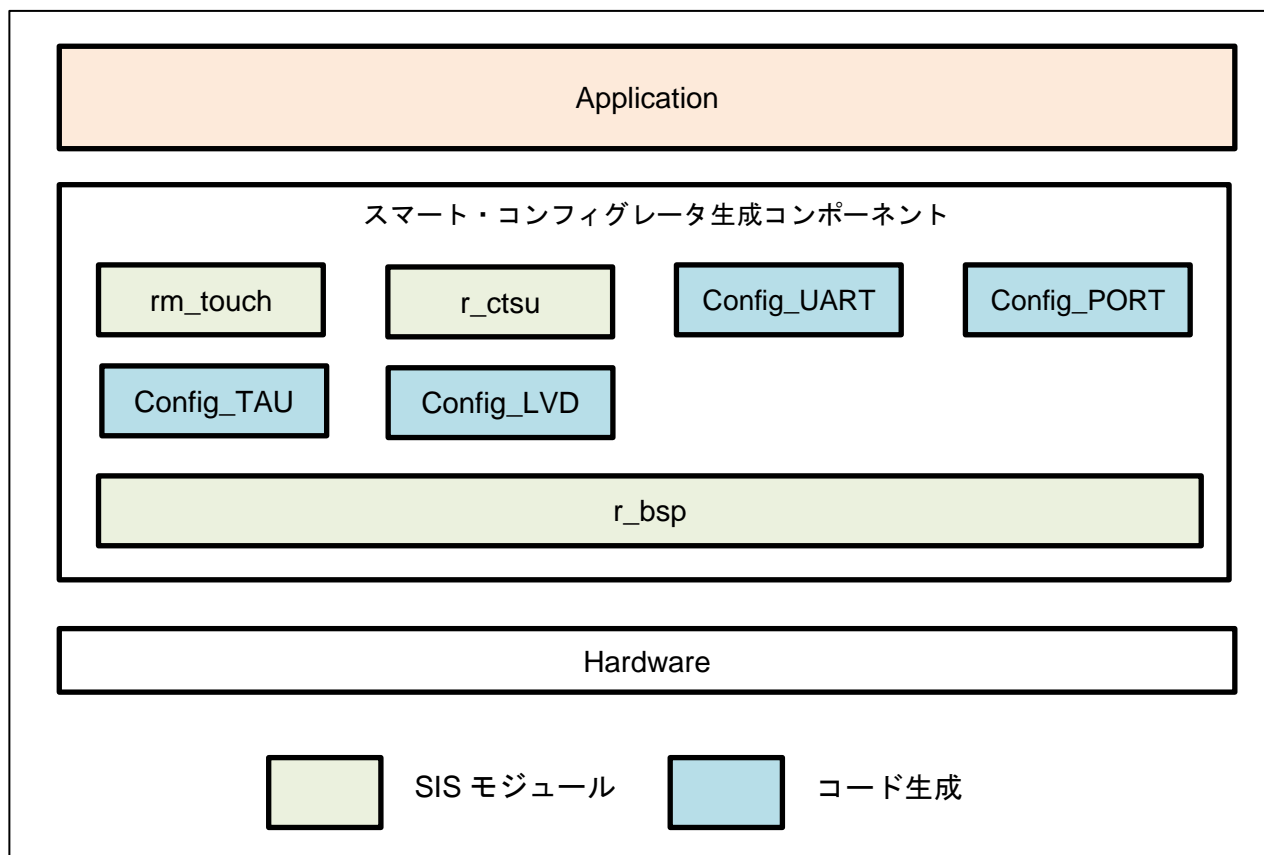 Application
スマート・コンフィグレータ生成コンポーネント
rm_touch
r_ctsu
Config_UART
Config_PORT
Config_TAU
Config_LVD
r_bsp
Hardware
SIS モジュール
コード生成